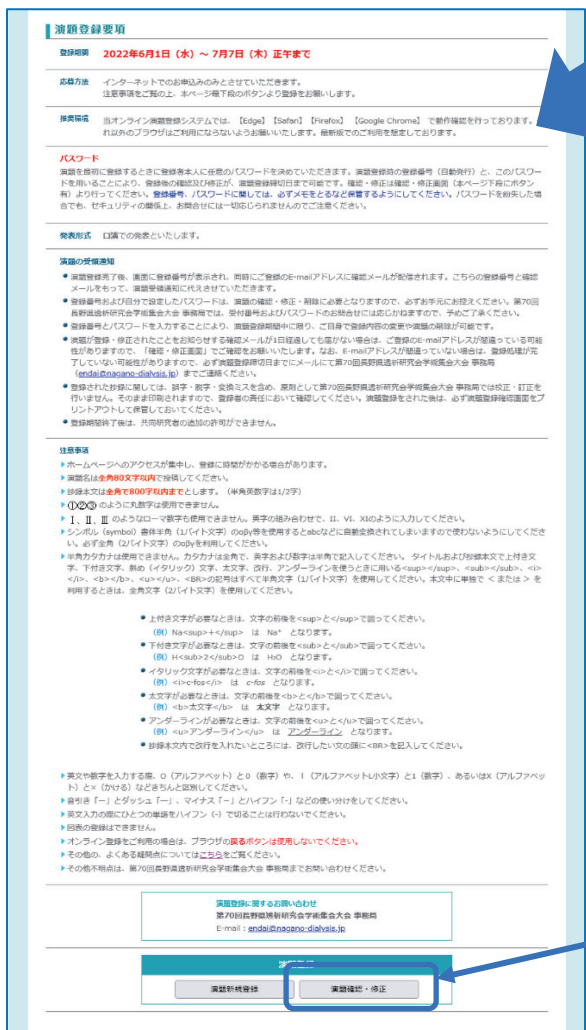 演題登録要項
登録期間 2022年6月1日（水）～ 7月7日（木）正午まで
応募方法 インターネットでのお申込みのみとさせていただきます。
注意事項をご覧の上、本ページ最下段のボタンより登録をお願いします。
推奨環境 当オンライン演題登録システムでは、【Edge】【Safari】【Firefox】【Google Chrome】で動作確認を行っております。
れ以外のブラウザはご利用にならないようお願いいたします。最新版でのご利用を想定しております。
パスワード
演題を最初に登録するときに登録者本人に任意のパスワードを決めていただきます。演題登録時の登録番号（自動発行）と、このパスワー
ドを用いることにより、登録後の確認及び修正が、演題登録締切日まで可能です。確認・修正は確認・修正画面（本ページ下段にボタン
有）より行ってください。登録番号、パスワードに関しては、必ずメモをとるなど保管するようにしてください。パスワードを紛失した場
合でも、セキュリティの関係上、お問合せには一切応じられませんのでご注意ください。
発表形式 口演での発表といたします。
演題の受領通知
● 演題登録完了後、画面に登録番号が表示され、同時にご登録のE-mailアドレスに確認メールが配信されます。こちらの登録番号と確認
メールをもって、演題受領通知に代えさせていただきます。
● 登録番号および自分で設定したパスワードは、演題の確認・修正・削除に必要となりますので、必ずお手元にお控えください。第70回
長野県透析研究会学術集会大会 事務局では、受付番号およびパスワードのお問合せには応じかねますので、予めご了承ください。
● 登録番号とパスワードを入力することにより、演題登録期間中に限り、ご自身で登録内容の変更や演題の削除が可能です。
● 演題が登録・修正されたことをお知らせする確認メールが1日経過しても届かない場合は、ご登録のE-mailアドレスが間違っている可能
性がありますので、「確認・修正画面」でご確認をお願いいたします。なお、E-mailアドレスが間違っていない場合は、登録処理が完
了していない可能性がありますので、必ず演題登録締切日までにメールにて第70回長野県透析研究会学術集会大会 事務局
(endai@nagano-dialysis.jp) までご連絡ください。
● 登録された抄録に関しては、誤字・脱字・変換ミスを含め、原則として第70回長野県透析研究会学術集会大会 事務局では校正・訂正を
行いません。そのまま印刷されますので、登録者の責任において確認してください。演題登録をされた後は、必ず演題登録確認画面をプ
リントアウトして保管しておいてください。
● 登録期間終了後は、共同研究者の追加の許可ができません。
注意事項
▶ホームページへのアクセスが集中し、登録に時間がかかる場合があります。
▶演題名は全角80文字以内で投稿してください。
▶抄録本文は全角で800字以内までとします。（半角英数字は1/2字）
▶①②③ のように丸数字は使用できません。
▶ Ⅰ、Ⅱ、Ⅲ のようなローマ数字も使用できません。英字の組み合わせで、II、VI、XIのように入力してください。
▶シンボル（symbol）書体半角（1バイト文字）のαβγ等を使用するとabcなどに自動変換されてしまいますので使わないようにしてくださ
い。必ず全角（2バイト文字）のαβγを利用してください。
▶半角カタカナは使用できません。カタカナは全角で、英字および数字は半角で記入してください。 タイトルおよび抄録本文で上付き文
字、下付き文字、斜め（イタリック）文字、太文字、改行、アンダーラインを使うときに用いる<sup></sup>、<sub></sub>、<i>
</i>、<b></b>、<u></u>、<BR>の記号はすべて半角文字（1バイト文字）を使用してください。本文中に単独で < または > を
利用するときは、全角文字（2バイト文字）を使用してください。
● 上付き文字が必要なときは、文字の前後を<sup>と</sup>で囲ってください。
（例）Na<sup>+</sup> は Na⁺ となります。
● 下付き文字が必要なときは、文字の前後を<sub>と</sub>で囲ってください。
（例）H<sub>2</sub>O は H₂O となります。
● イタリック文字が必要なときは、文字の前後を<i>と</i>で囲ってください。
（例）<i>c-fos</i> は c-fos となります。
● 太文字が必要なときは、文字の前後を<b>と</b>で囲ってください。
（例）<b>太文字</b> は 太文字 となります。
● アンダーラインが必要なときは、文字の前後を<u>と</u>で囲ってください。
（例）<u>アンダーライン</u> は アンダーライン となります。
● 抄録本文内で改行を入れたいところには、改行したい文の頭に<BR>を記入してください。
▶英文や数字を入力する際、O（アルファベット）と0（数字）や、l（アルファベットL小文字）と1（数字）、あるいはX（アルファベッ
ト）と×（かける）などきちんと区別してください。
▶音引き「ー」とダッシュ「―」、マイナス「－」とハイフン「-」などの使い分けをしてください。
▶英文入力の際にひとつの単語をハイフン（-）で切ることは行わないでください。
▶図表の登録はできません。
▶オンライン登録をご利用の場合は、ブラウザの戻るボタンは使用しないでください。
▶その他の、よくある疑問点についてはこちらをご覧ください。
▶その他不明点は、第70回長野県透析研究会学術集会大会 事務局までお問い合わせください。
演題登録に関するお問い合わせ
第70回長野県透析研究会学術集会大会 事務局
E-mail：endai@nagano-dialysis.jp
演題登録
演題新規登録 演題確認・修正